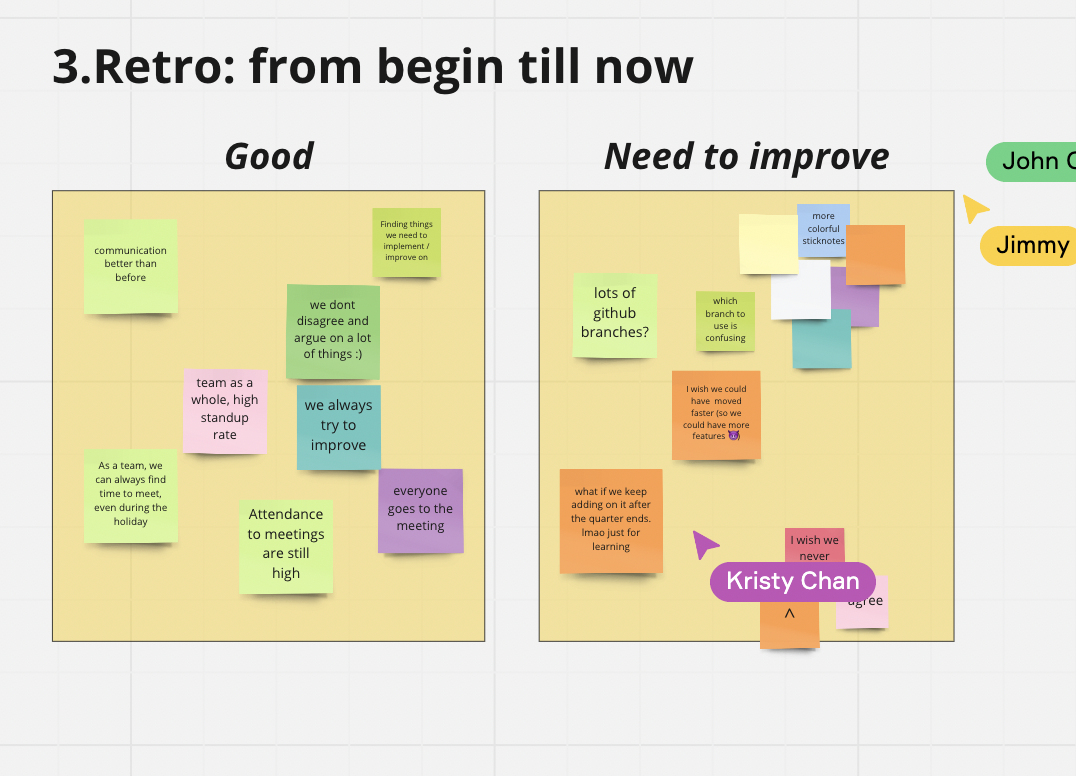 3.Retro: from begin till now
Good
communication
better than
before
Finding things
we need to
implement /
improve on
we dont
disagree and
argue on a lot
of things :)
team as a
whole, high
standup
rate
we always
try to
improve
As a team, we
can always find
time to meet,
even during the
holiday
Attendance
to meetings
are still
high
everyone
goes to the
meeting
Need to improve
more
colorful
sticknotes
lots of
github
branches?
which
branch to
use is
confusing
I wish we could
have moved
faster (so we
could have more
features 😈)
what if we keep
adding on it after
the quarter ends.
lmao just for
learning
I wish we
never
Kristy Chan
agree
^
John C
Jimmy